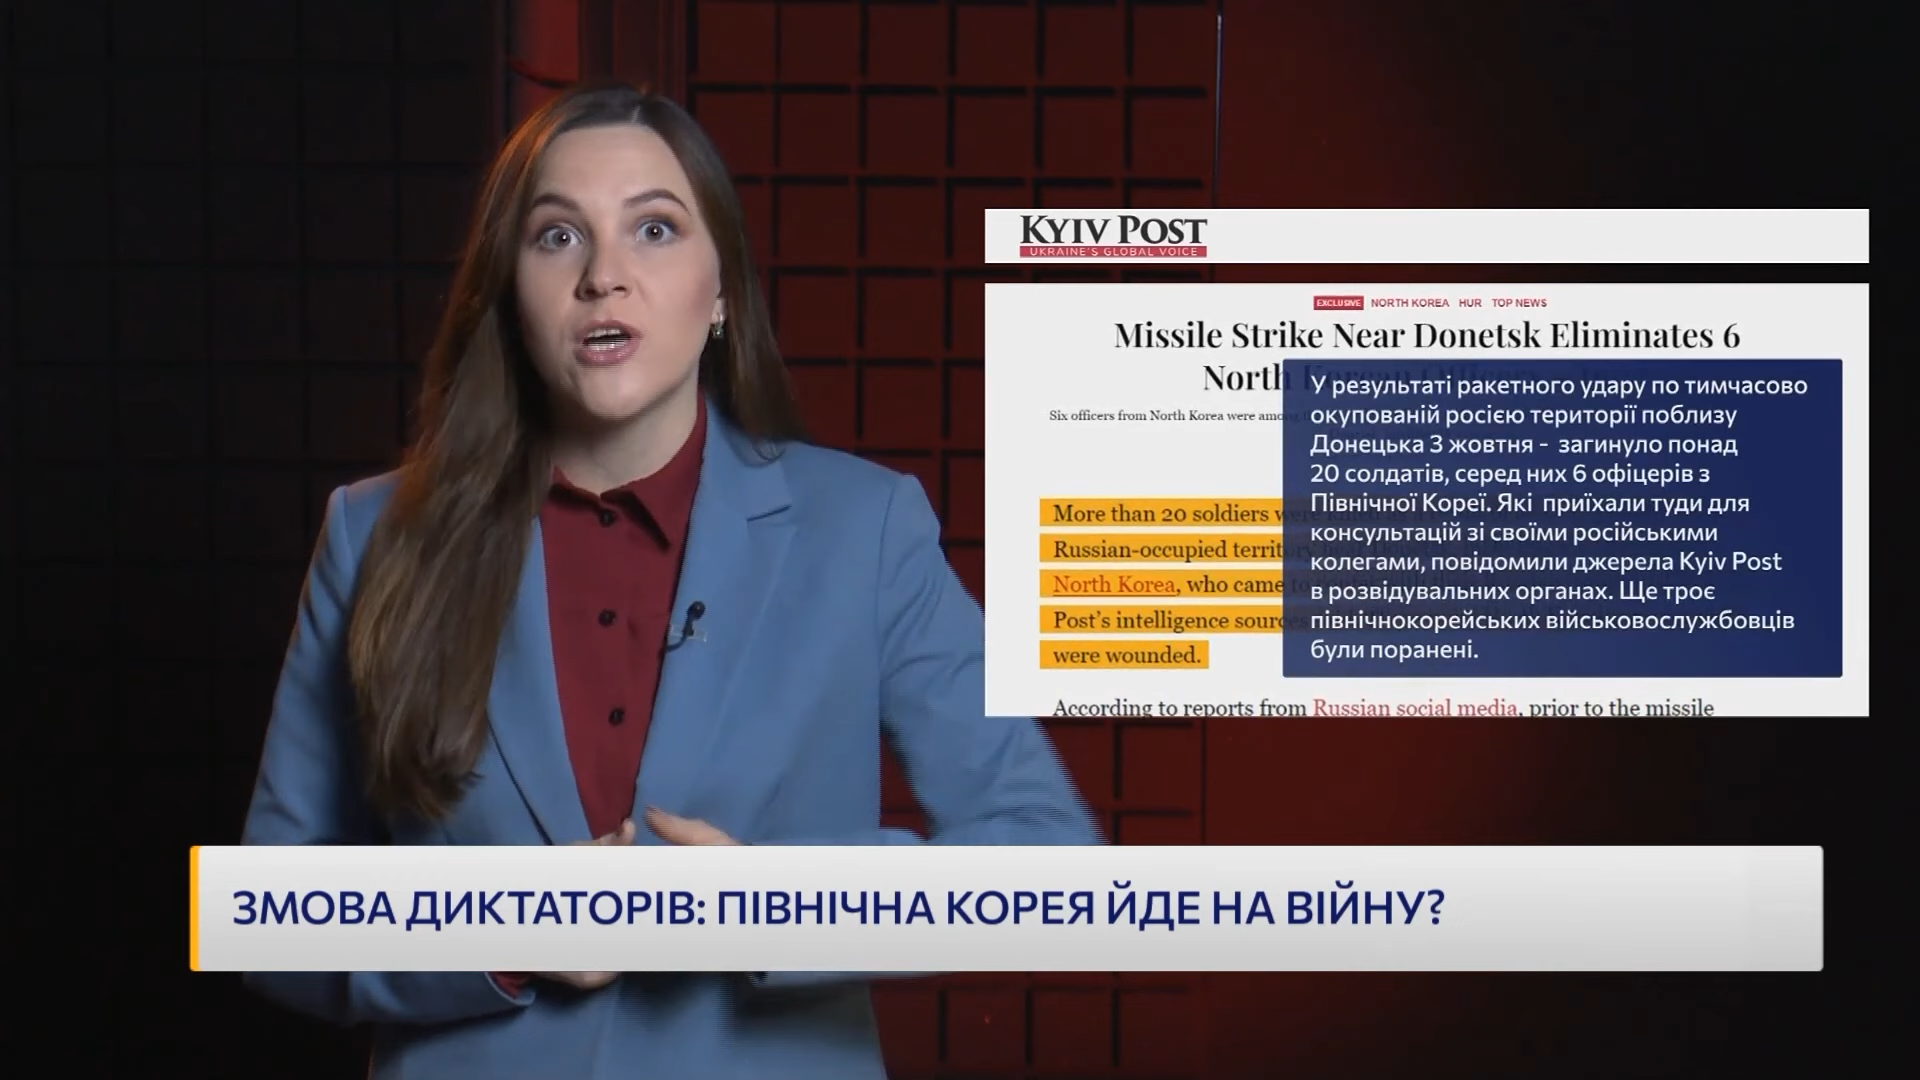 KYIV POST
UKRAINE'S GLOBAL VOICE
EXCLUSIVE NORTH KOREA HUR TOP NEWS
Missile Strike Near Donetsk Eliminates 6
North
Six officers from North Korea were
More than 20 soldiers were
Russian-occupied
North Korea, who came
Post's intelligence
were wounded.
According to reports from Russian social media, prior to the missile
У результаті ракетного удару по тимчасово
окупованій росією території поблизу
Донецька 3 жовтня - загинуло понад
20 солдатів, серед них 6 офіцерів з
Північної Кореї. Які приїхали туди для
консультацій зі своїми російськими
колегами, повідомили джерела Kyiv Post
в розвідувальних органах. Ще троє
північнокорейських військовослужбовців
були поранені.
ЗМОВА ДИКТАТОРІВ: ПІВНІЧНА КОРЕЯ ЙДЕ НА ВІЙНУ?